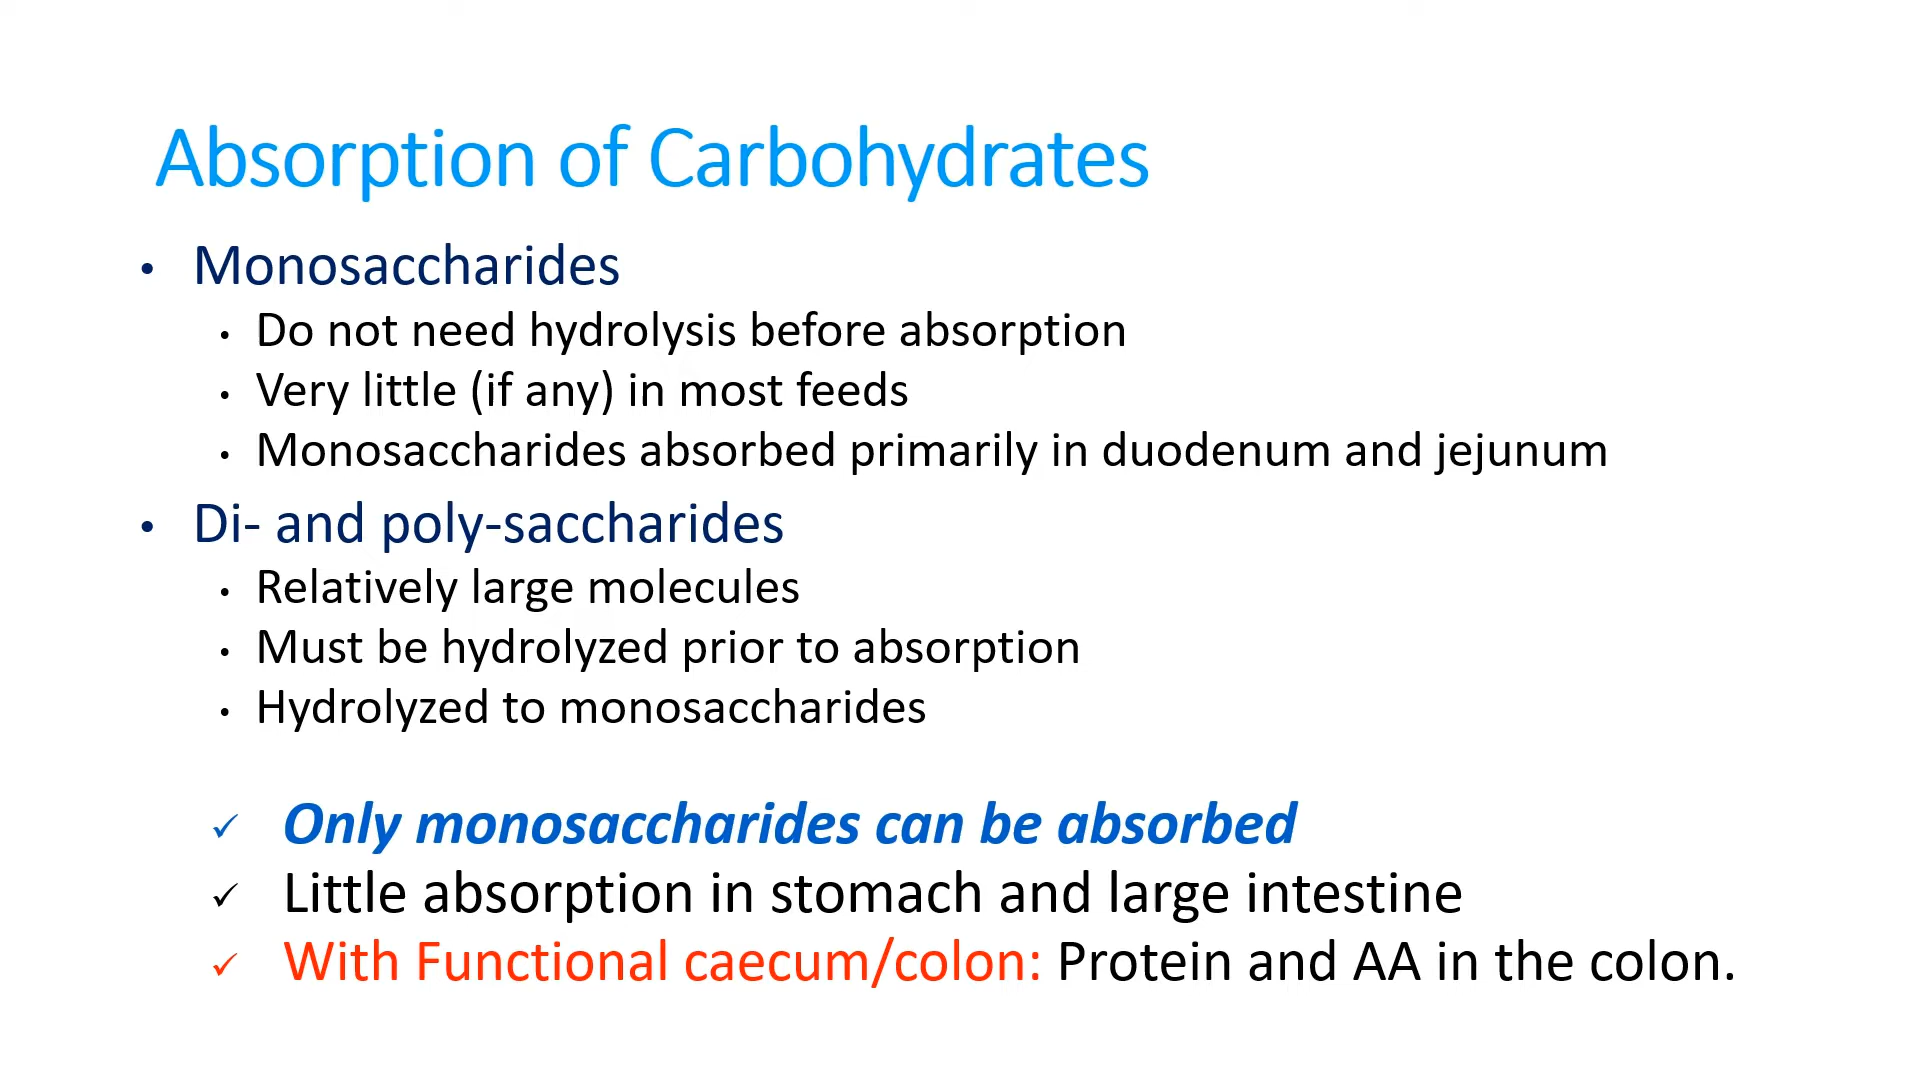 Absorption of Carbohydrates
• Monosaccharides
• Do not need hydrolysis before absorption
• Very little (if any) in most feeds
• Monosaccharides absorbed primarily in duodenum and jejunum
• Di- and poly-saccharides
• Relatively large molecules
• Must be hydrolyzed prior to absorption
• Hydrolyzed to monosaccharides
✓ Only monosaccharides can be absorbed
✓ Little absorption in stomach and large intestine
✓ With Functional caecum/colon: Protein and AA in the colon.